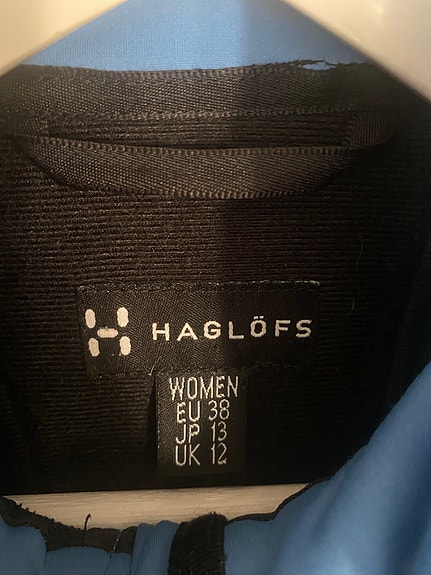 HAGLÖFS
WOMEN
EU 38
JP 13
UK 12